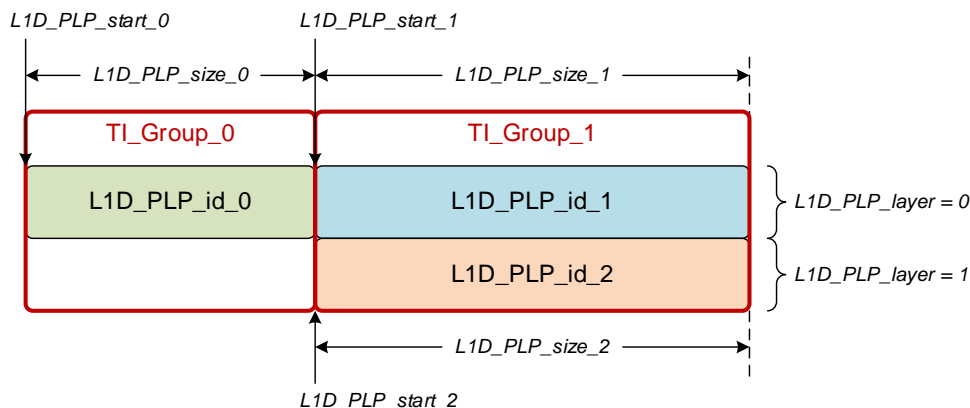 L1D_PLP_start_0
L1D_PLP_start_1
L1D_PLP_size_0
L1D_PLP_size_1
TI_Group_0
TI_Group_1
L1D_PLP_id_0
L1D_PLP_id_1
L1D_PLP_layer = 0
L1D_PLP_id_2
L1D_PLP_layer = 1
L1D_PLP_size_2
L1D_PLP_start_2